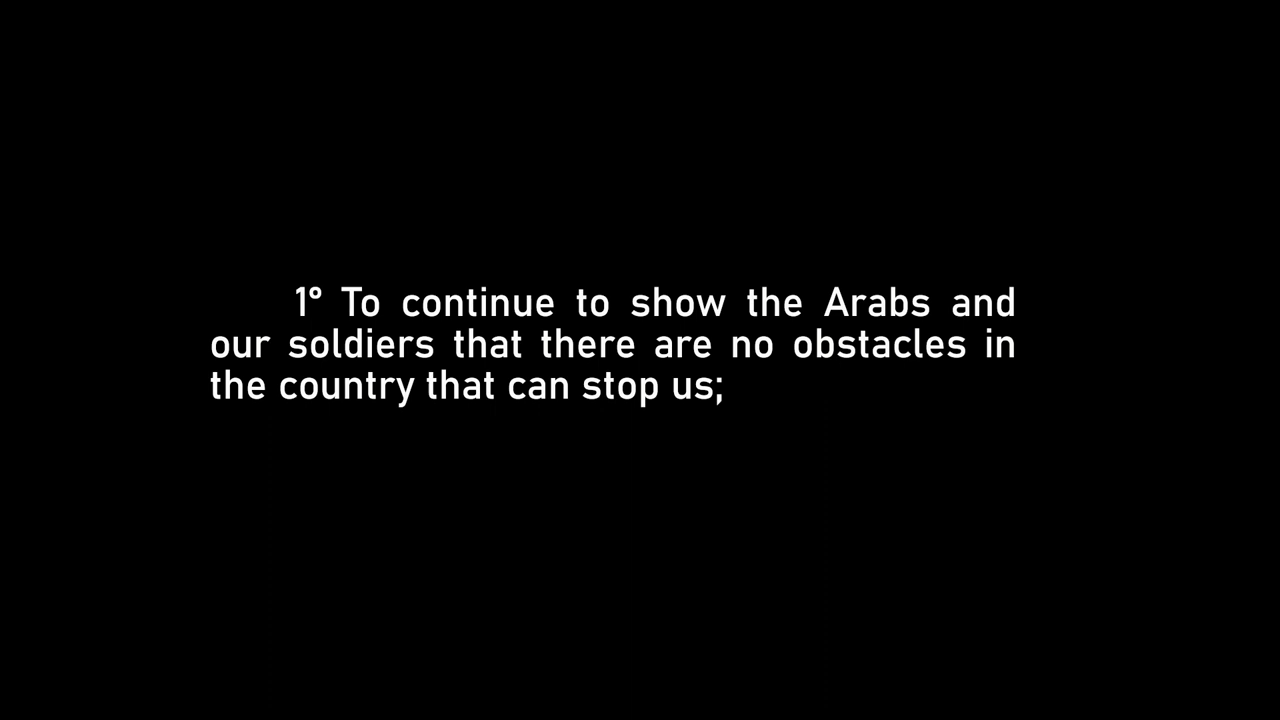 1° To continue to show the Arabs and
our soldiers that there are no obstacles in
the country that can stop us;